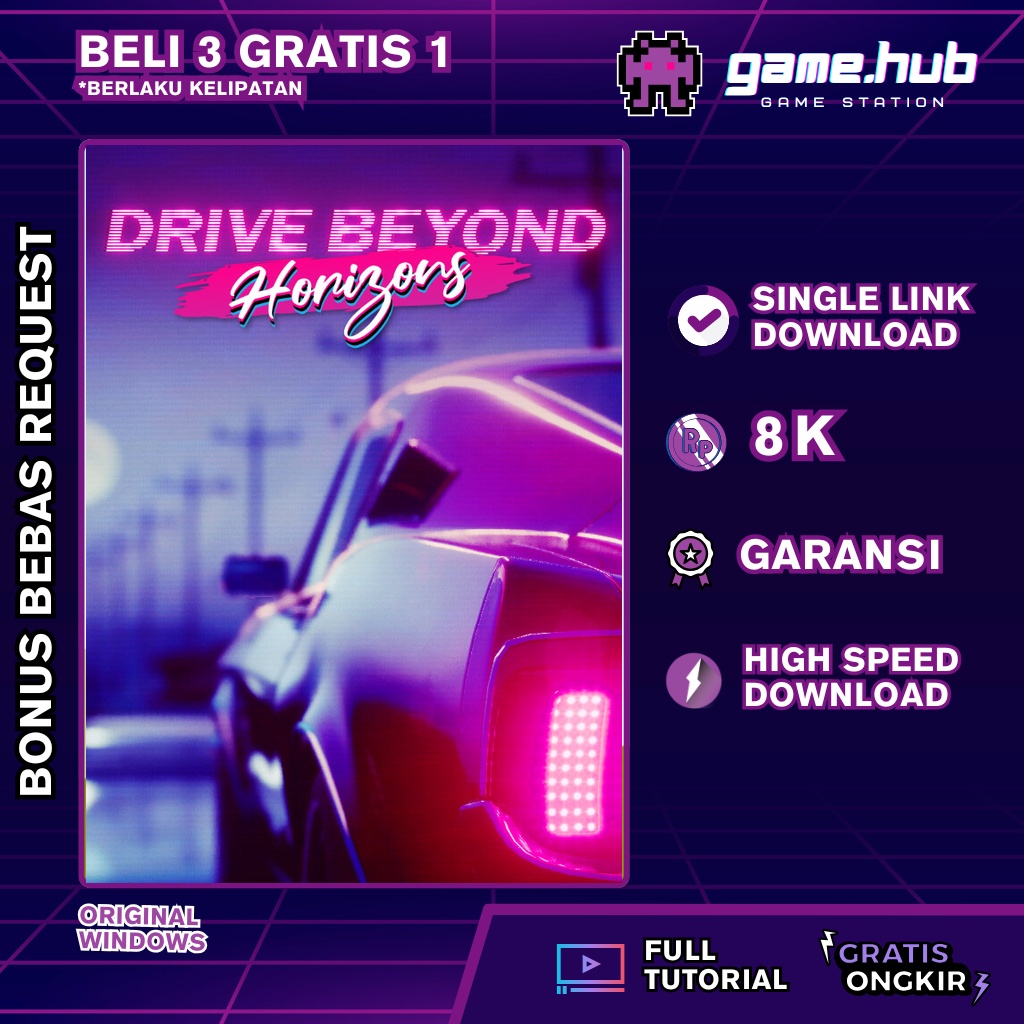 BELI 3 GRATIS 1
*BERLAKU KELIPATAN
game.hub
GAME STATION
BONUS BEBAS REQUEST
DRIVE BEYOND
Horizons
SINGLE LINK
DOWNLOAD
Rp
8K
GARANSI
HIGH SPEED
DOWNLOAD
ORIGINAL
WINDOWS
FULL
TUTORIAL
GRATIS
ONGKIR